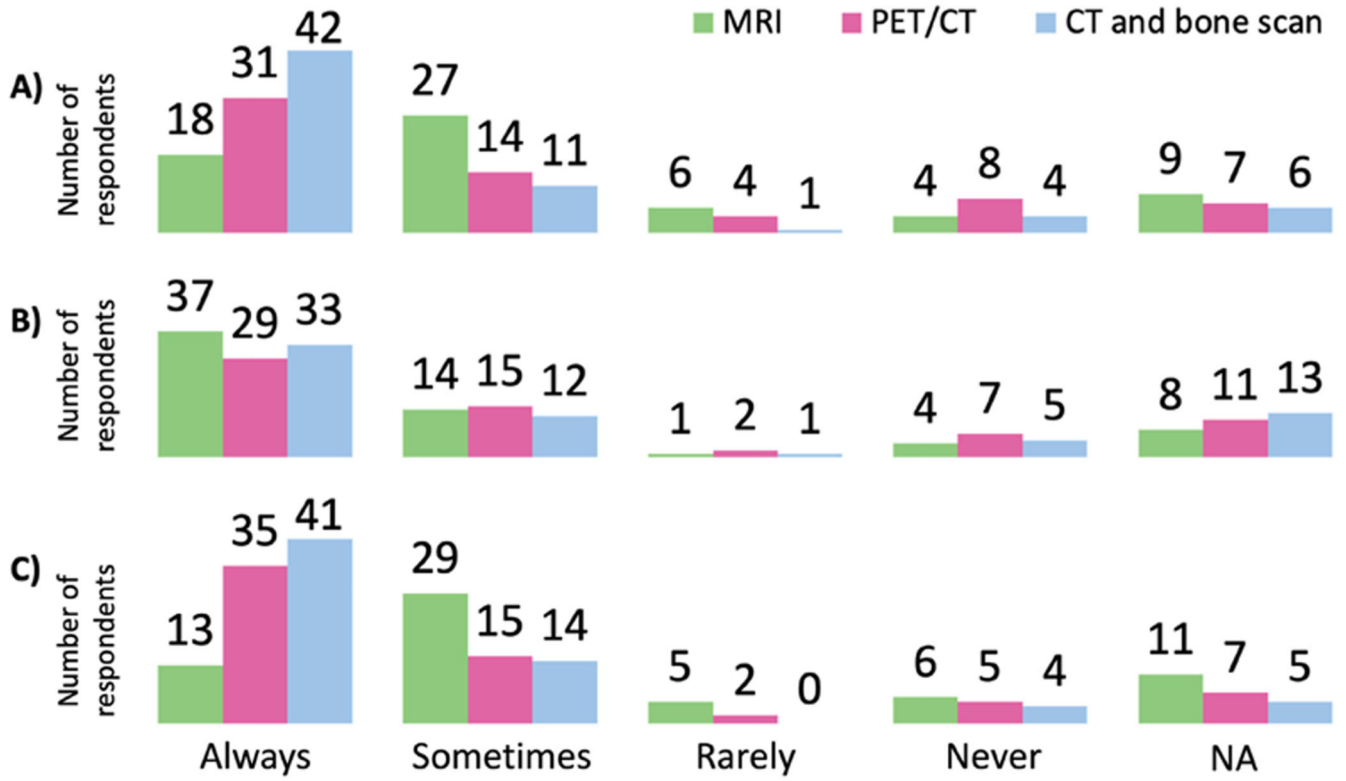 MRI PET/CT CT and bone scan
A)
Number of
respondents
18 31 42
27 14 11
6 4 1
4 8 4
9 7 6
B)
Number of
respondents
37 29 33
14 15 12
1 2 1
4 7 5
8 11 13
C)
Number of
respondents
13 35 41
29 15 14
5 2 0
6 5 4
11 7 5
Always Sometimes Rarely Never NA